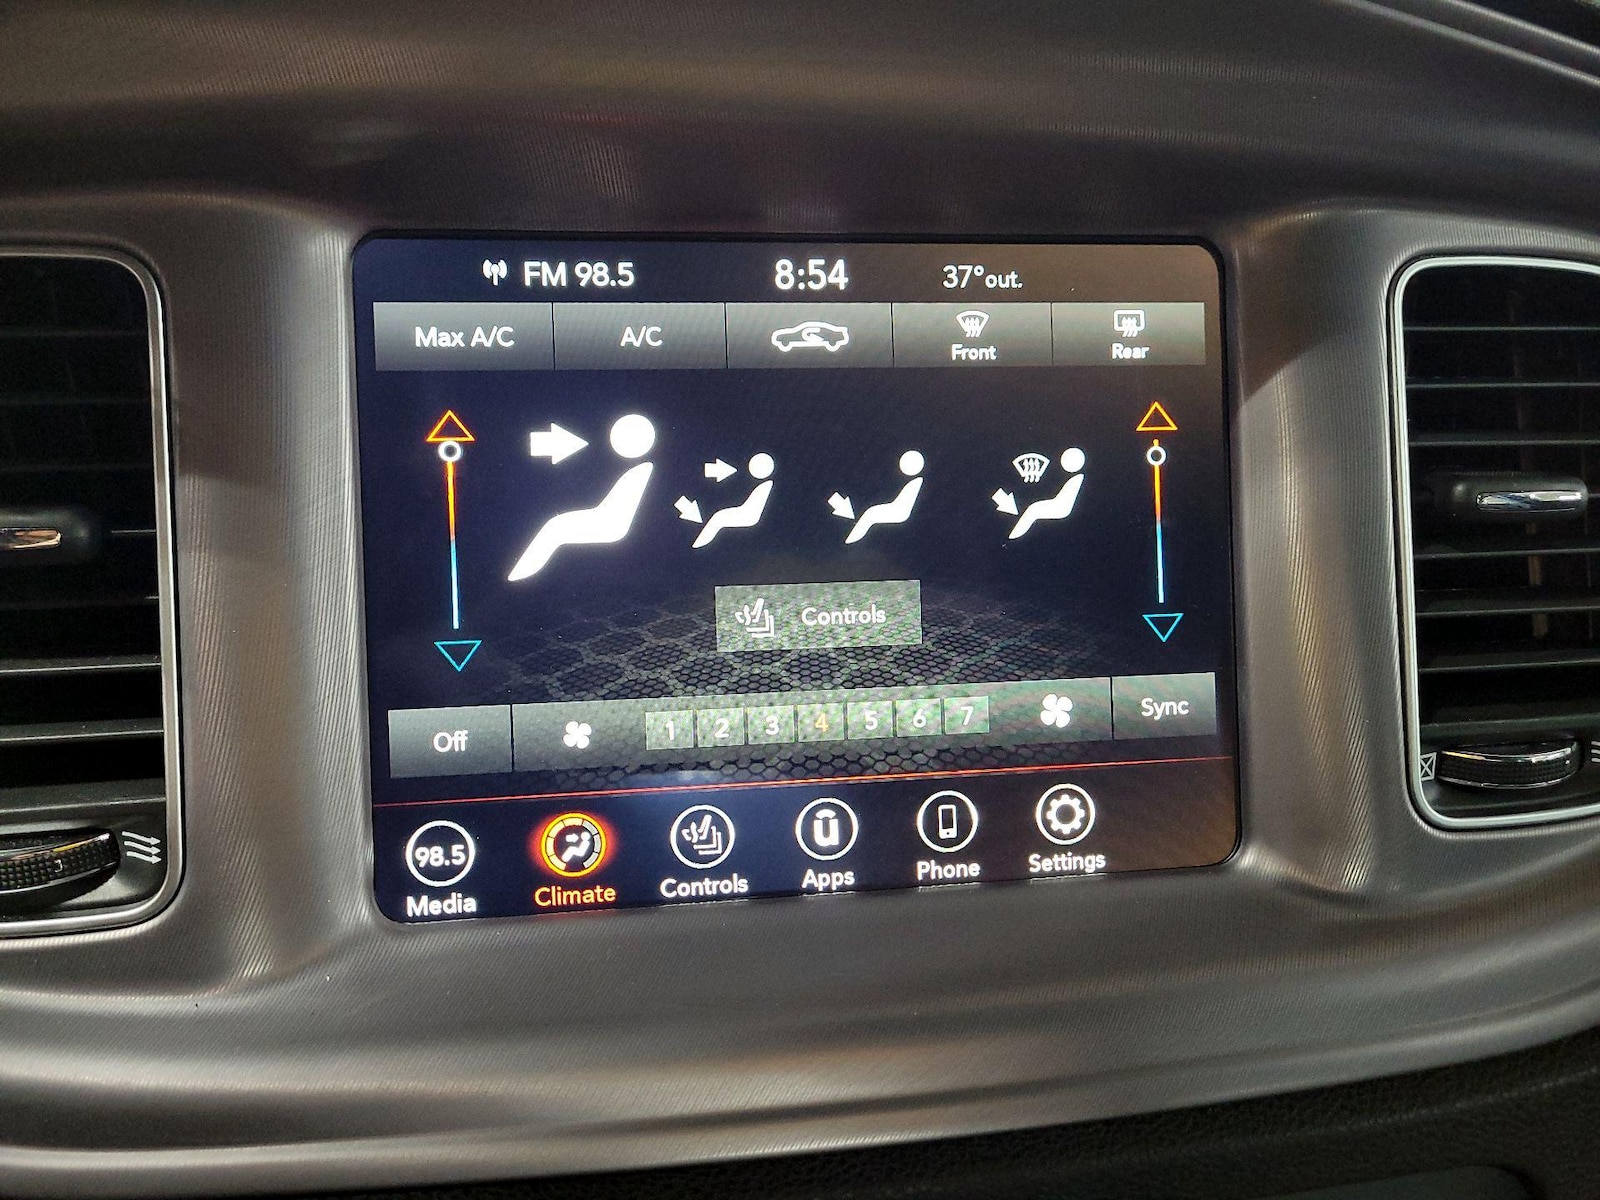 FM 98.5 8:54 37°out.
Max A/C A/C Front Rear
Controls
Off 1 2 3 4 5 6 7 Sync
98.5
Media Climate Controls Apps Phone Settings